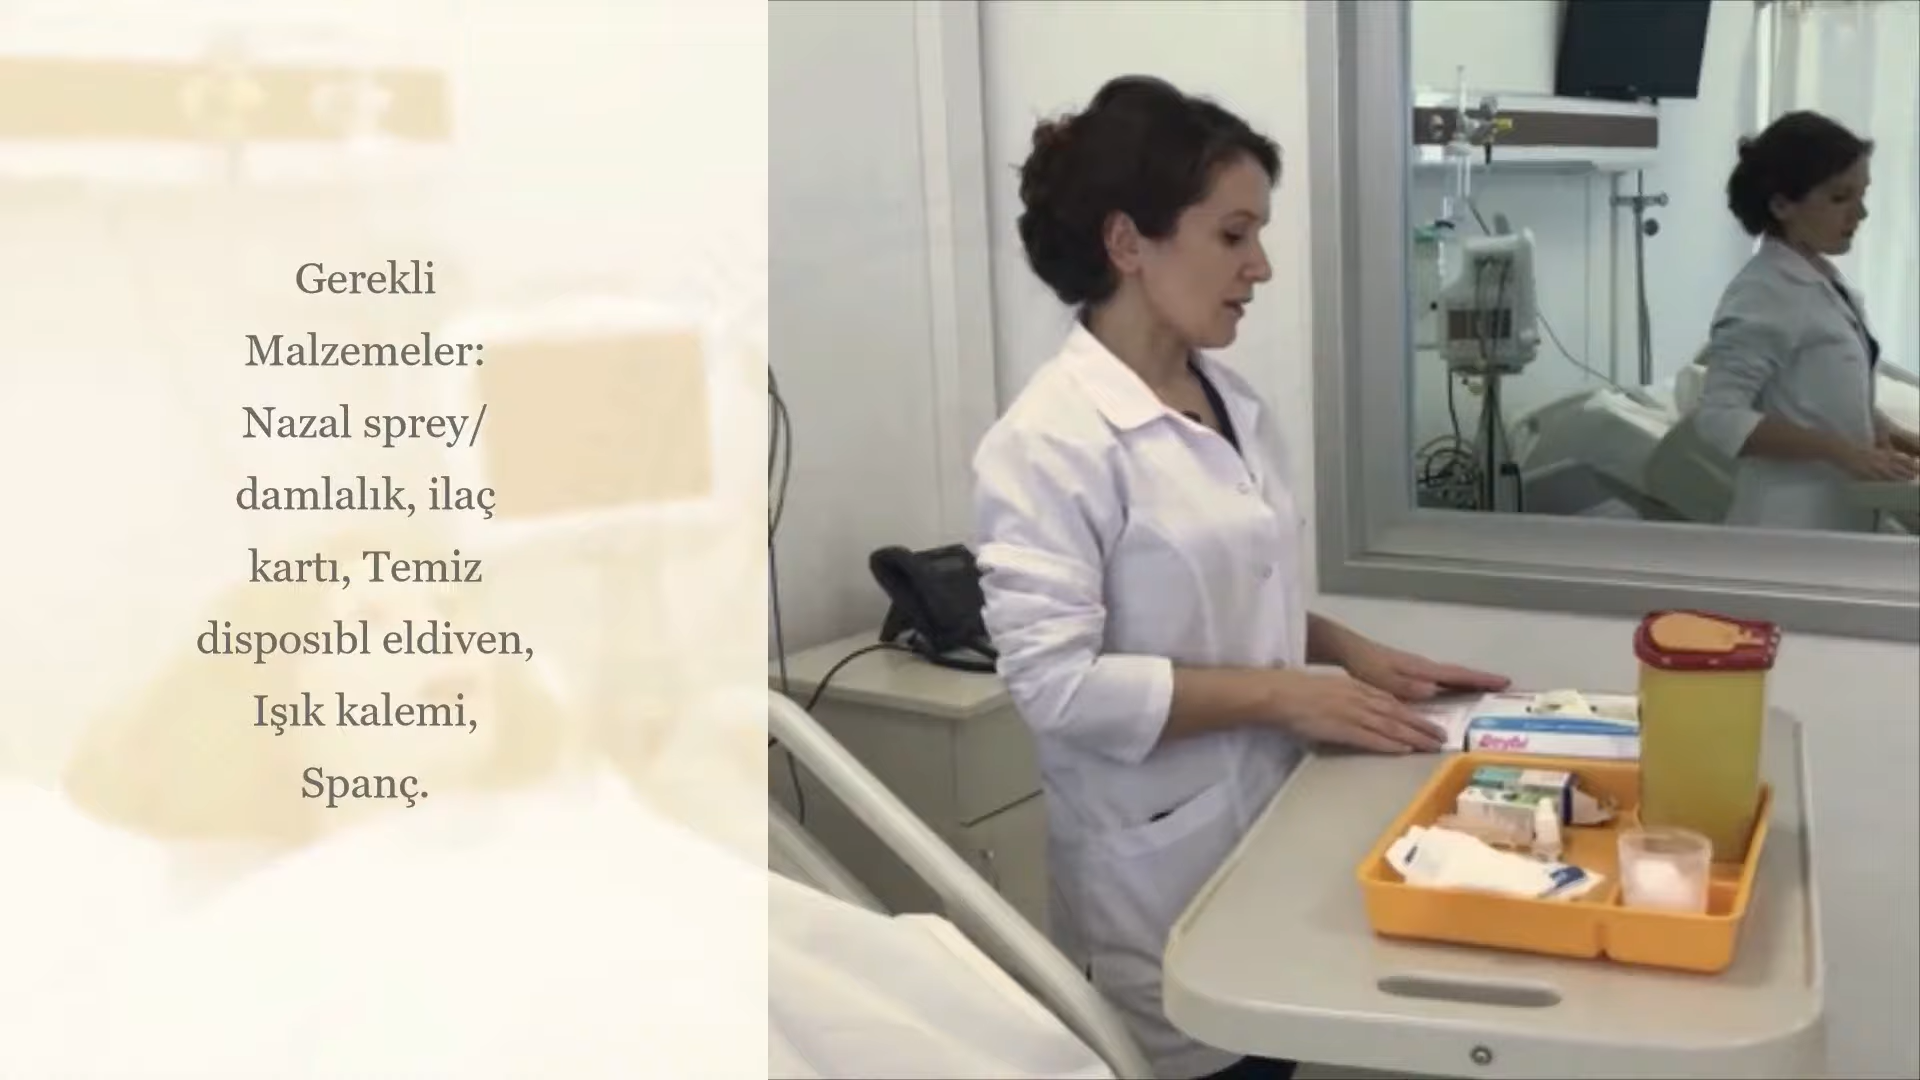 Gerekli
Malzemeler:
Nazal sprey/
damlalık, ilaç
kartı, Temiz
disposıbl eldiven,
Işık kalemi,
Spanç.